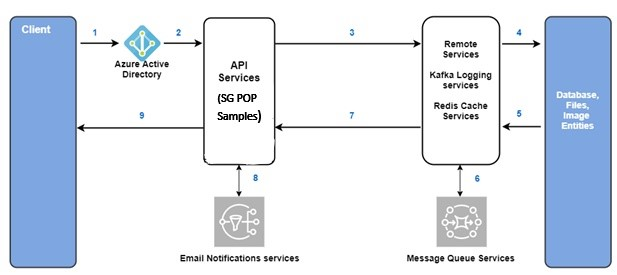 Client
1
2
3
4
Azure Active
Directory
API
Services
(SG POP
Samples)
Remote
Services
Kafka Logging
services
Redis Cache
Services
Database,
Files,
Image
Entities
9
7
5
8
6
Email Notifications services
Message Queue Services